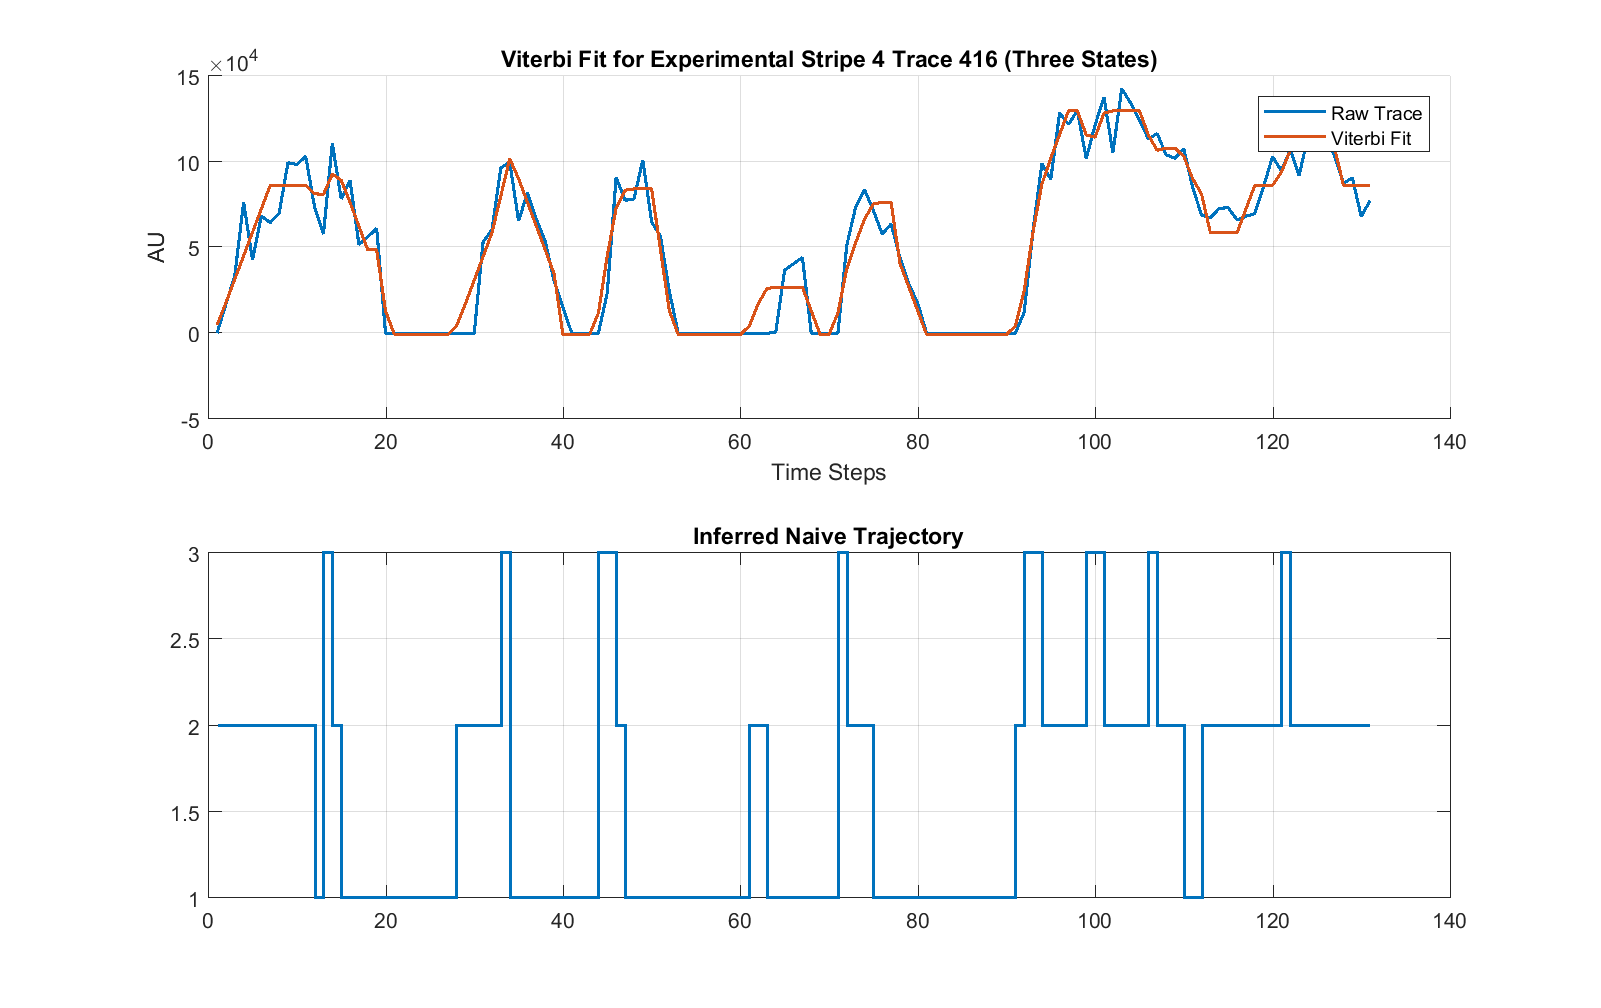 Viterbi Fit for Experimental Stripe 4 Trace 416 (Three States)
×10⁴
15
10
5
0
-5
AU
Raw Trace
Viterbi Fit
0 20 40 60 80 100 120 140
Time Steps
Inferred Naive Trajectory
3
2.5
2
1.5
1
0 20 40 60 80 100 120 140